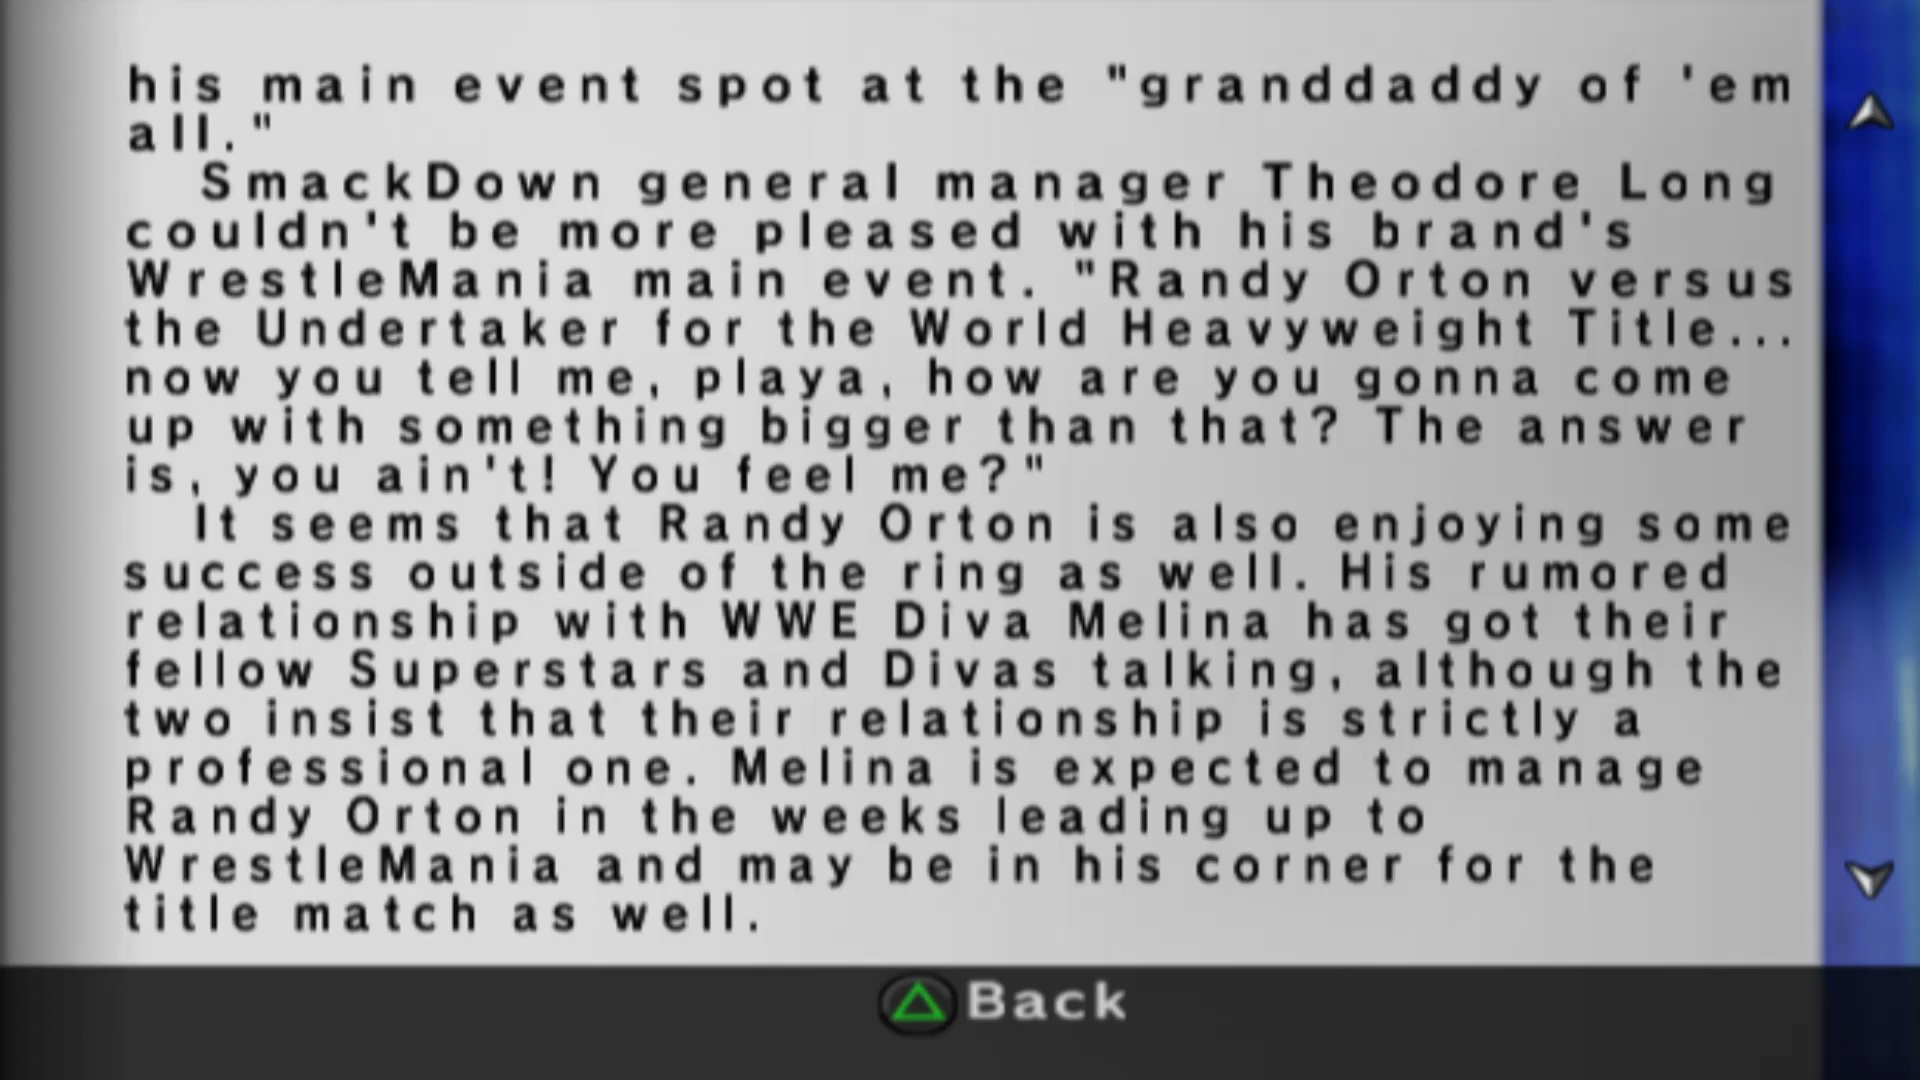 his main event spot at the "granddaddy of 'em
all."
SmackDown general manager Theodore Long
couldn't be more pleased with his brand's
WrestleMania main event. "Randy Orton versus
the Undertaker for the World Heavyweight Title...
now you tell me, playa, how are you gonna come
up with something bigger than that? The answer
is, you ain't! You feel me?"
It seems that Randy Orton is also enjoying some
success outside of the ring as well. His rumored
relationship with WWE Diva Melina has got their
fellow Superstars and Divas talking, although the
two insist that their relationship is strictly a
professional one. Melina is expected to manage
Randy Orton in the weeks leading up to
WrestleMania and may be in his corner for the
title match as well.
Back